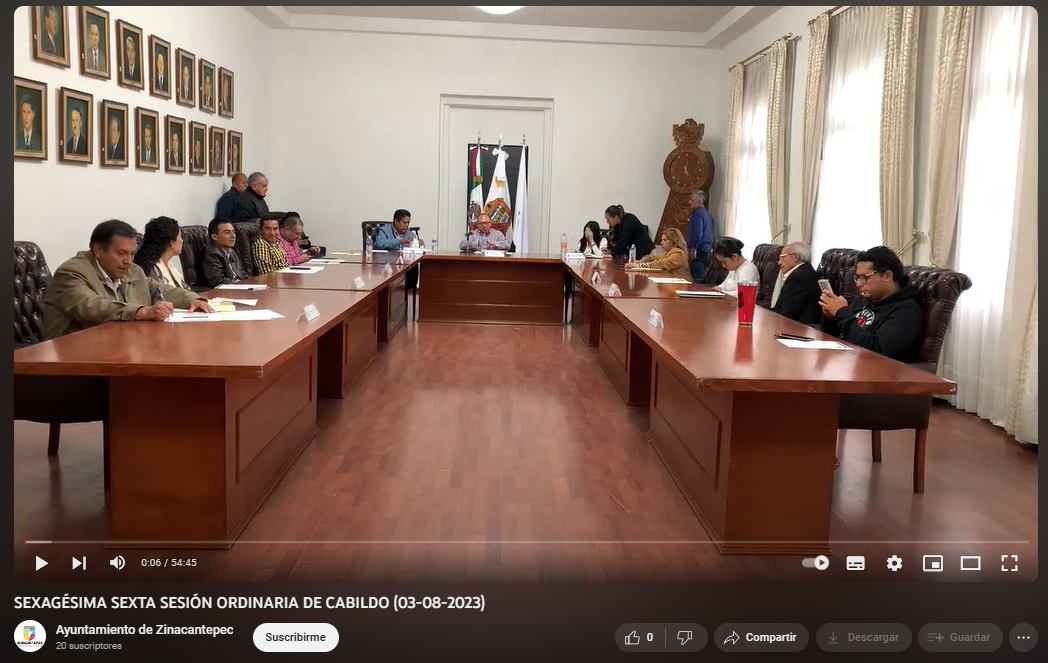 0:06 / 54:45
SEXAGÉSIMA SEXTA SESIÓN ORDINARIA DE CABILDO (03-08-2023)
Ayuntamiento de Zinacantepec
20 suscriptores
Suscribirme
0
Compartir
Descargar
Guardar